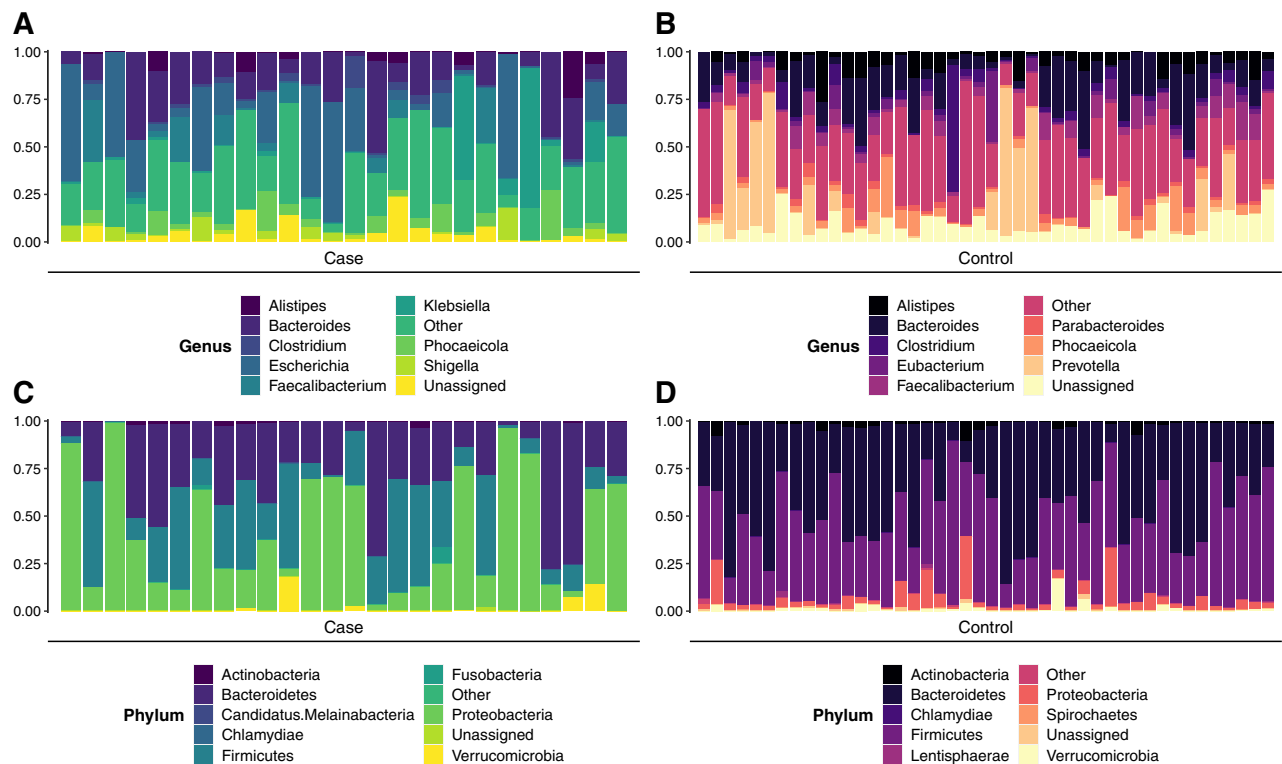 A
1.00
0.75
0.50
0.25
0.00
Case
Genus
Alistipes
Bacteroides
Clostridium
Escherichia
Faecalibacterium
Klebsiella
Other
Phocaeicola
Shigella
Unassigned
B
1.00
0.75
0.50
0.25
0.00
Control
Genus
Alistipes
Bacteroides
Clostridium
Eubacterium
Faecalibacterium
Other
Parabacteroides
Phocaeicola
Prevotella
Unassigned
C
1.00
0.75
0.50
0.25
0.00
Case
Phylum
Actinobacteria
Bacteroidetes
Candidatus.Melainabacteria
Chlamydiae
Firmicutes
Fusobacteria
Other
Proteobacteria
Unassigned
Verrucomicrobia
D
1.00
0.75
0.50
0.25
0.00
Control
Phylum
Actinobacteria
Bacteroidetes
Chlamydiae
Firmicutes
Lentisphaerae
Other
Proteobacteria
Spirochaetes
Unassigned
Verrucomicrobia